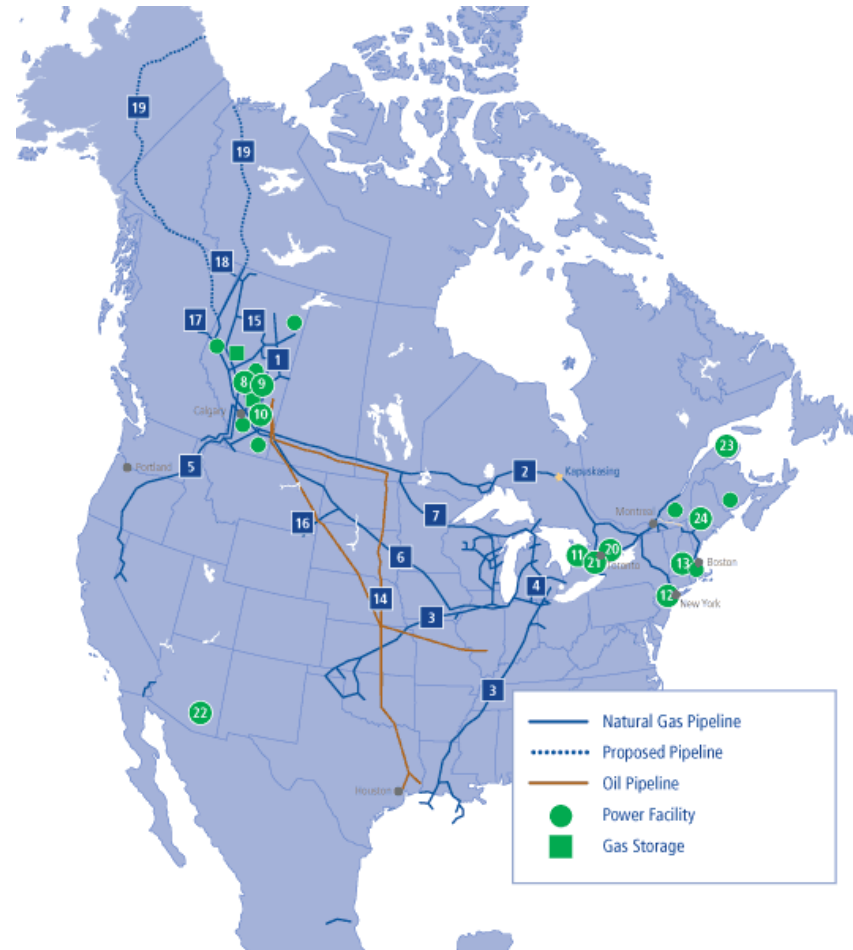 19
19
18
17
15
1
8
9
Calgary
10
Portland
5
2
Kapuskasing
23
7
Montreal
24
16
6
11
20
21
Toronto
13
Boston
4
14
12
New York
3
3
22
Houston
Natural Gas Pipeline
Proposed Pipeline
Oil Pipeline
Power Facility
Gas Storage